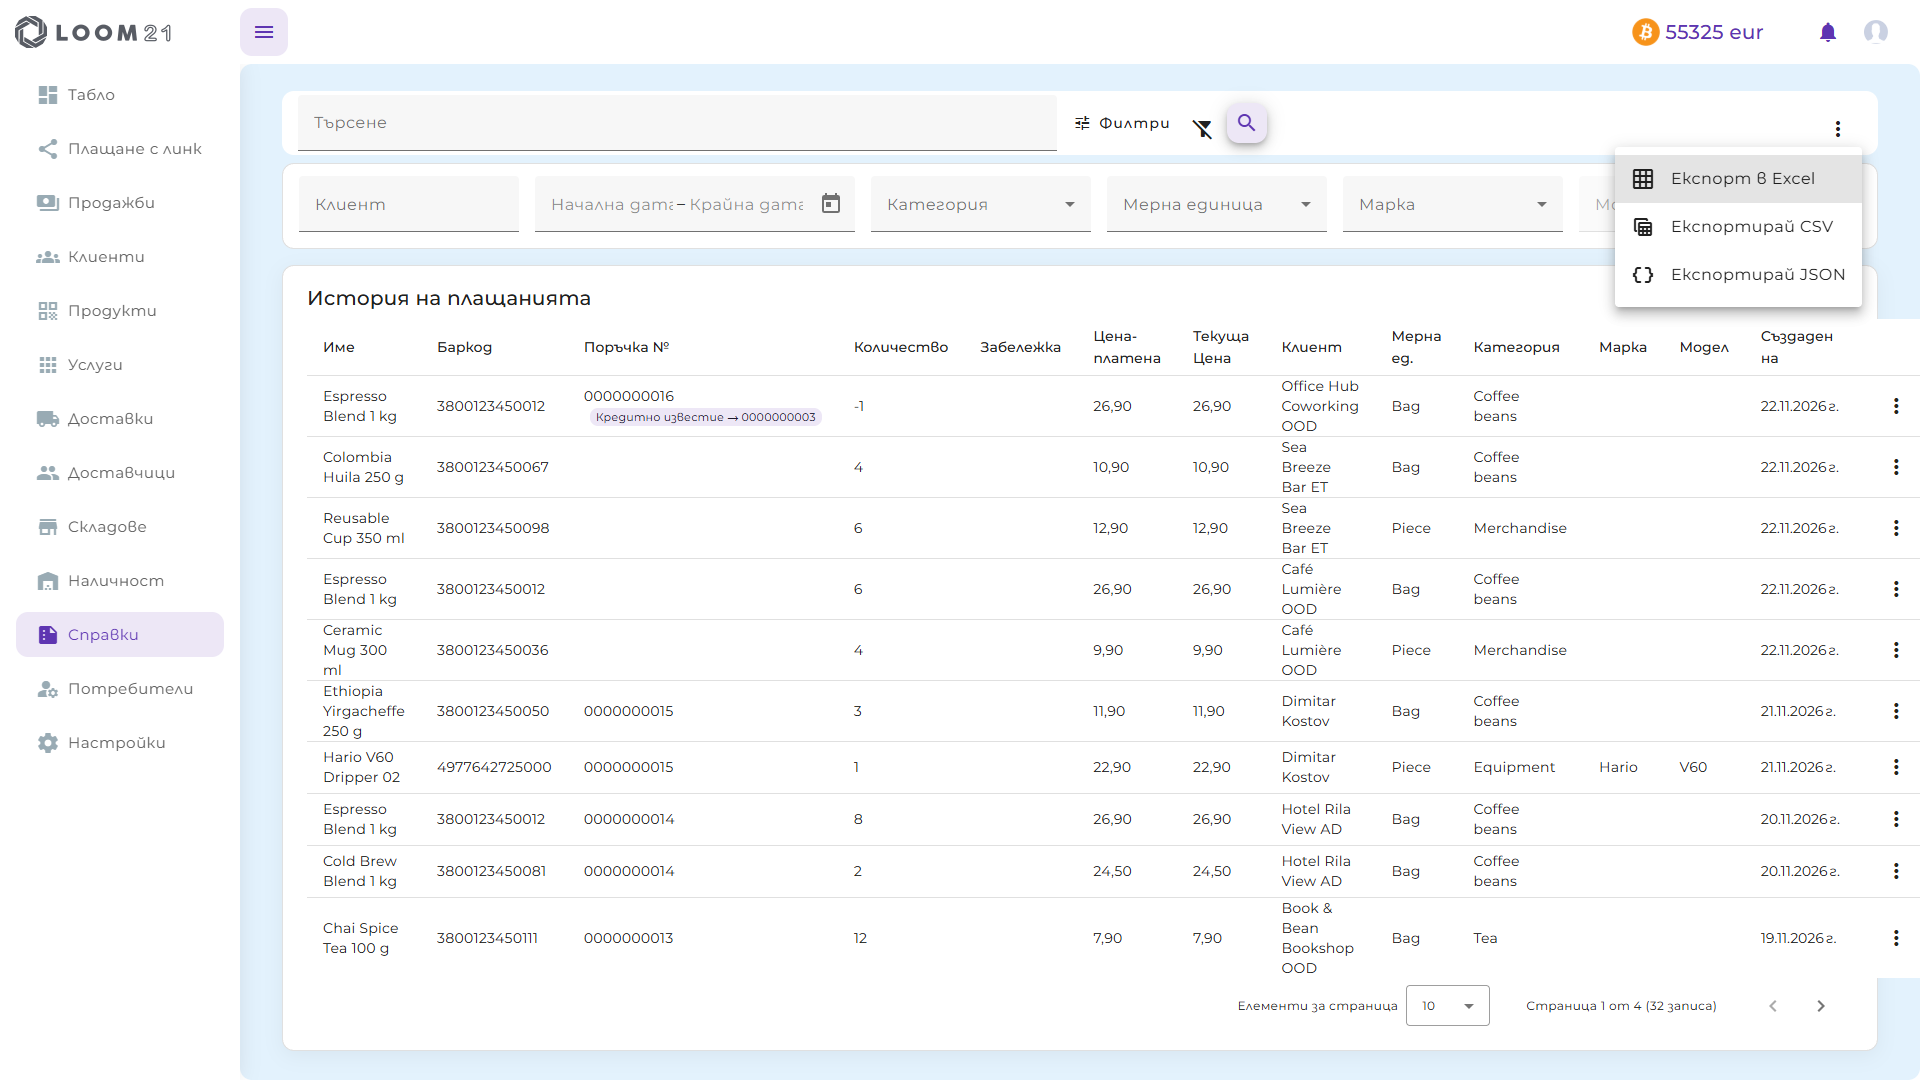 LOOM 21
55325 eur
Табло
Плащане с линк
Продажби
Клиенти
Продукти
Услуги
Доставки
Доставчици
Складове
Наличност
Справки
Потребители
Настройки
Търсене
Филтри
Експорт в Excel
Експортирай CSV
Експортирай JSON
Клиент
Начална дата – Крайна дата
Категория
Мерна единица
Марка
История на плащанията
Име Баркод Поръчка № Количество Забележка Цена-платена Текуща Цена Клиент Мерна ед. Категория Марка Модел Създаден на
Espresso Blend 1 kg 3800123450012 0000000016 Кредитно известие → 0000000003 -1 26,90 26,90 Office Hub Coworking OOD Bag Coffee beans 22.11.2026 г.
Colombia Huila 250 g 3800123450067 4 10,90 10,90 Sea Breeze Bar ET Bag Coffee beans 22.11.2026 г.
Reusable Cup 350 ml 3800123450098 6 12,90 12,90 Sea Breeze Bar ET Piece Merchandise 22.11.2026 г.
Espresso Blend 1 kg 3800123450012 6 26,90 26,90 Café Lumière OOD Bag Coffee beans 22.11.2026 г.
Ceramic Mug 300 ml 3800123450036 4 9,90 9,90 Café Lumière OOD Piece Merchandise 22.11.2026 г.
Ethiopia Yirgacheffe 250 g 3800123450050 0000000015 3 11,90 11,90 Dimitar Kostov Bag Coffee beans 21.11.2026 г.
Hario V60 Dripper 02 4977642725000 0000000015 1 22,90 22,90 Dimitar Kostov Piece Equipment Hario V60 21.11.2026 г.
Espresso Blend 1 kg 3800123450012 0000000014 8 26,90 26,90 Hotel Rila View AD Bag Coffee beans 20.11.2026 г.
Cold Brew Blend 1 kg 3800123450081 0000000014 2 24,50 24,50 Hotel Rila View AD Bag Coffee beans 20.11.2026 г.
Chai Spice Tea 100 g 3800123450111 0000000013 12 7,90 7,90 Book & Bean Bookshop OOD Bag Tea 19.11.2026 г.
Елементи за страница 10 Страница 1 от 4 (32 записа)